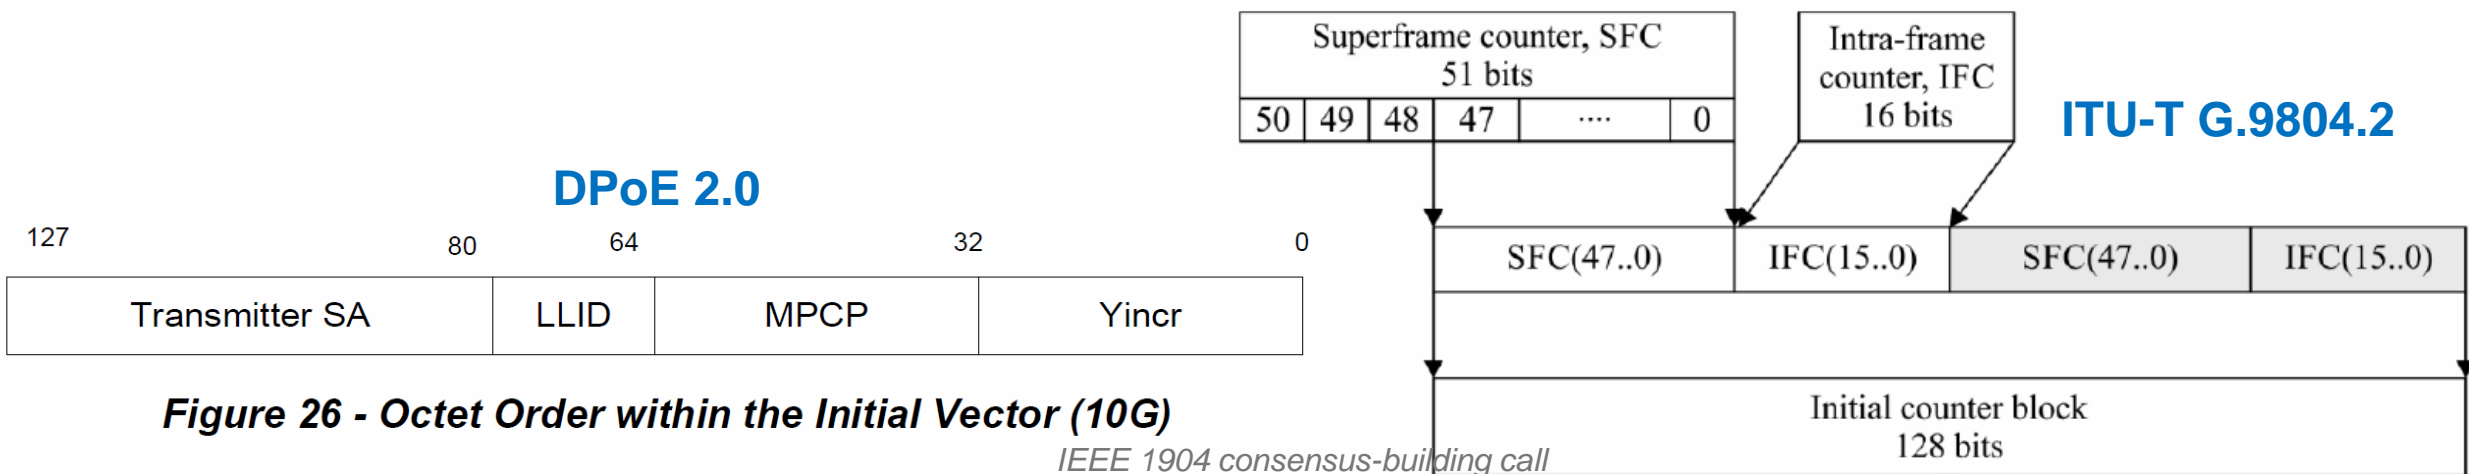 DPoE 2.0
127 80 64 32 0
Transmitter SA LLID MPCP Yincr
Figure 26 - Octet Order within the Initial Vector (10G)
Superframe counter, SFC
51 bits
50 49 48 47 .... 0
Intra-frame
counter, IFC
16 bits
ITU-T G.9804.2
SFC(47..0) IFC(15..0) SFC(47..0) IFC(15..0)
Initial counter block
128 bits
IEEE 1904 consensus-building call